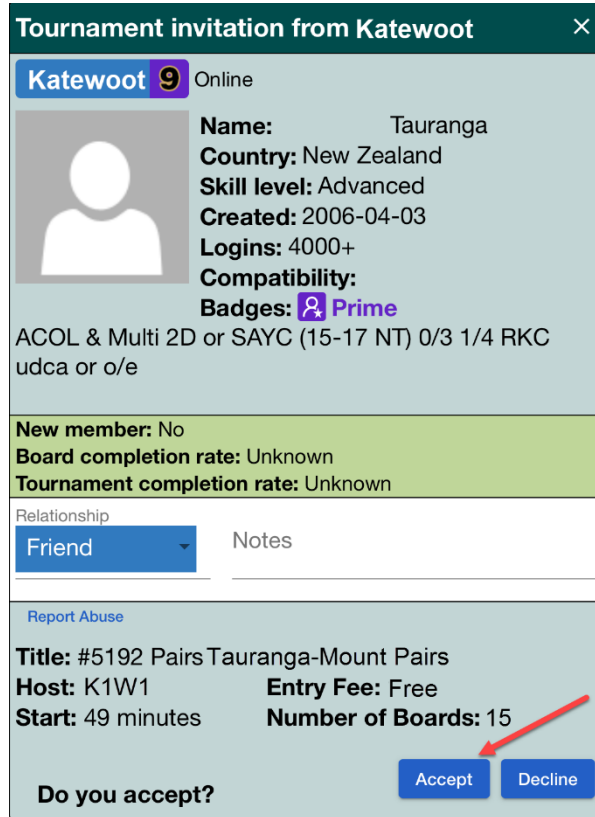 Tournament invitation from Katewoot ×
Katewoot 9 Online
Name: Tauranga
Country: New Zealand
Skill level: Advanced
Created: 2006-04-03
Logins: 4000+
Compatibility:
Badges: Prime
ACOL & Multi 2D or SAYC (15-17 NT) 0/3 1/4 RKC
udca or o/e
New member: No
Board completion rate: Unknown
Tournament completion rate: Unknown
Relationship
Friend Notes
Report Abuse
Title: #5192 Pairs Tauranga-Mount Pairs
Host: K1W1 Entry Fee: Free
Start: 49 minutes Number of Boards: 15
Do you accept? Accept Decline